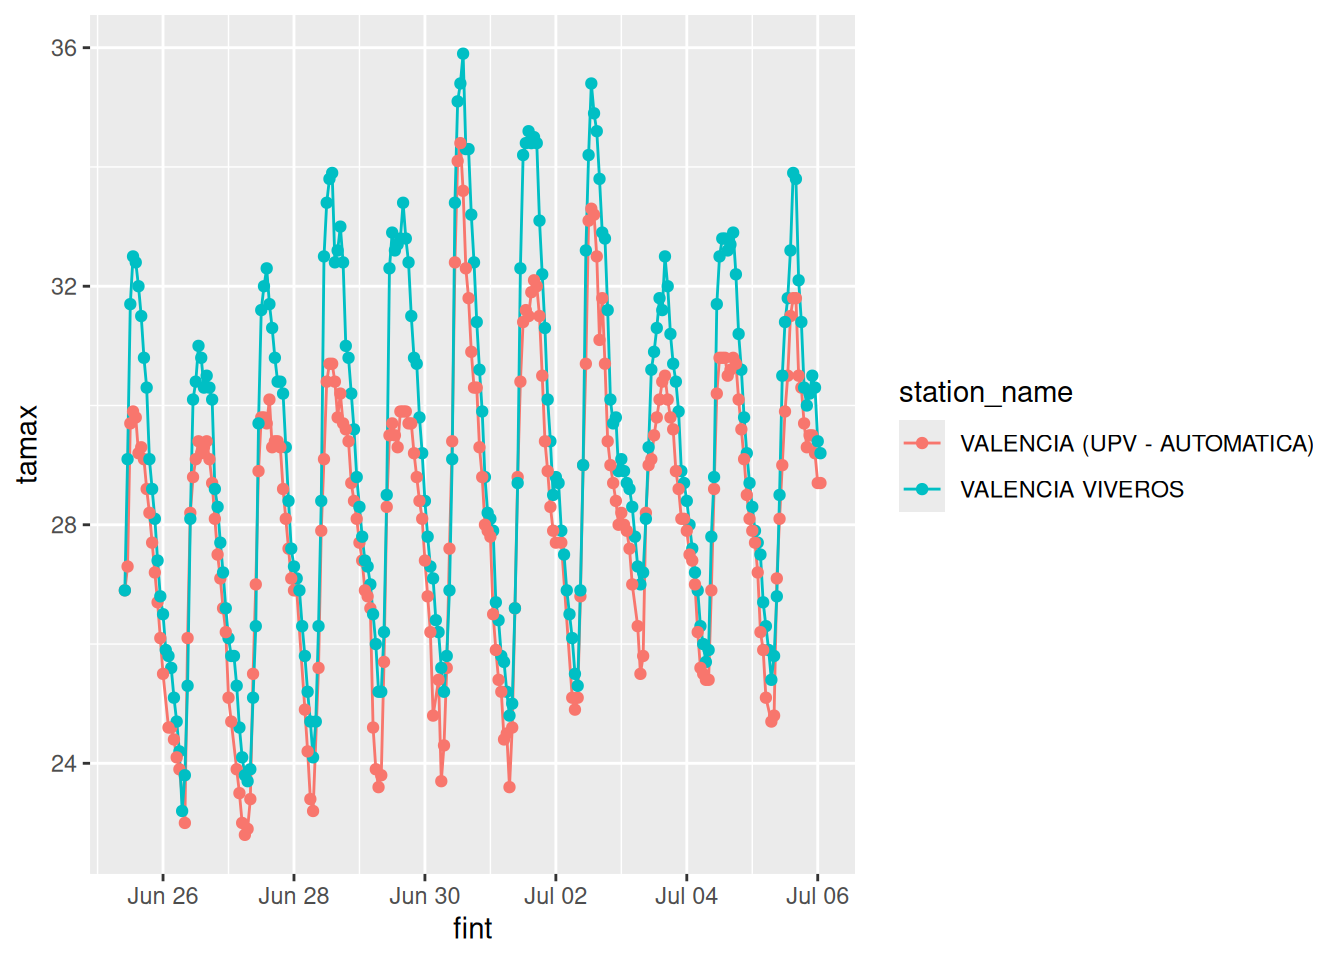 36
32
28
24
tamax
Jun 26 Jun 28 Jun 30 Jul 02 Jul 04 Jul 06
fint
station_name
VALENCIA (UPV - AUTOMATICA)
VALENCIA VIVEROS